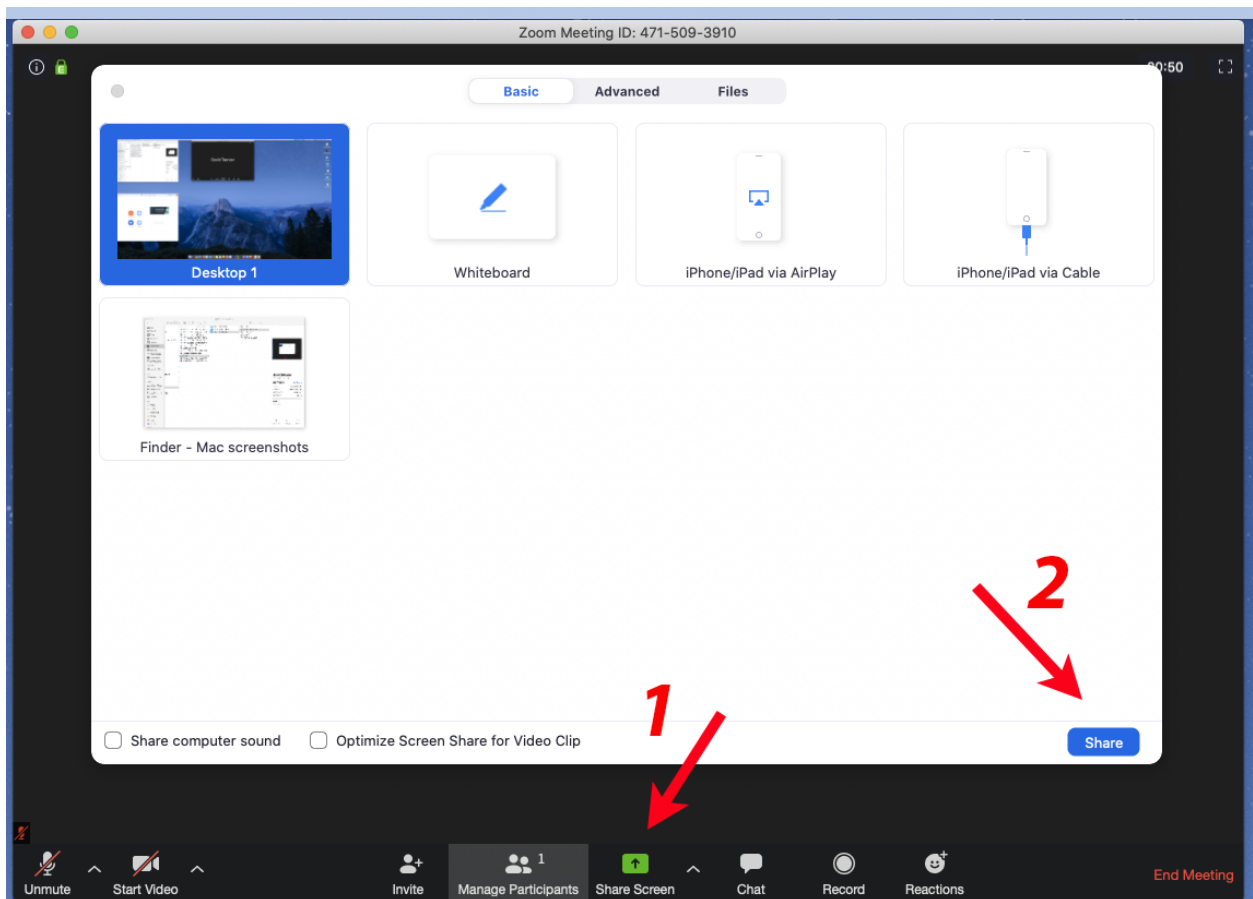 Zoom Meeting ID: 471-509-3910
Basic Advanced Files
Desktop 1
Whiteboard
iPhone/iPad via AirPlay
iPhone/iPad via Cable
Finder - Mac screenshots
2
1
Share computer sound
Optimize Screen Share for Video Clip
Share
1
Unmute
Start Video
Invite
Manage Participants
Share Screen
Chat
Record
Reactions
End Meeting